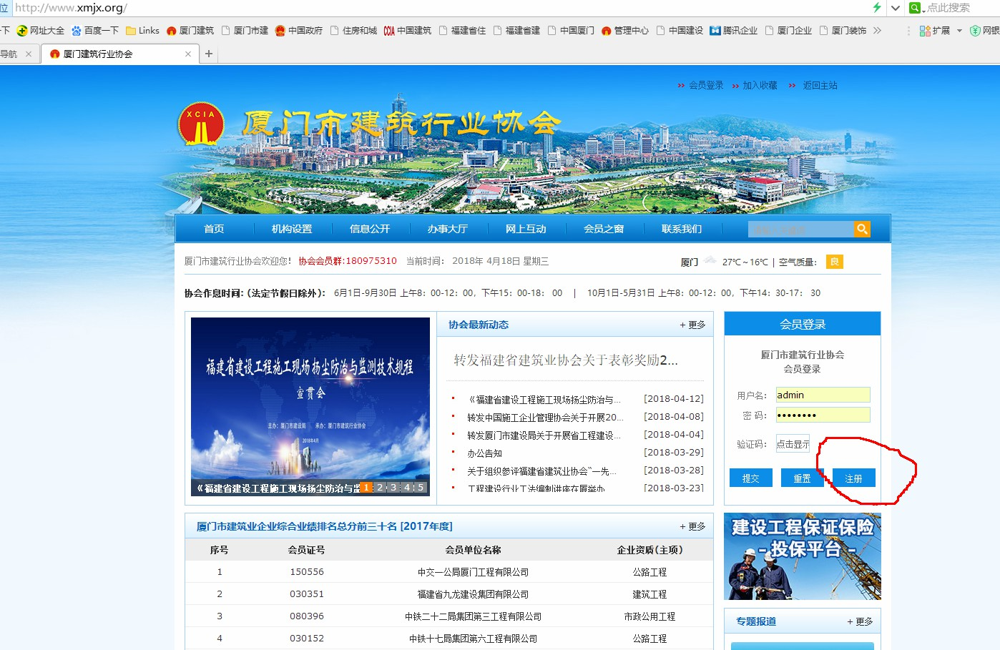 位 http://www.xmjx.org/ 点此搜索
一下 网址大全 百度一下 Links 厦门建筑 厦门市建 中国政府 住房和城 CCIA 中国建筑 福建省住 福建省建 中国厦门 管理中心 中国建设 腾讯企业 厦门企业 厦门装饰 扩展 网银
导航 厦门建筑行业协会
>> 会员登录 >> 加入收藏 >> 返回主站
XCIA
厦门市建筑行业协会
首页 机构设置 信息公开 办事大厅 网上互动 会员之窗 联系我们
厦门市建筑行业协会欢迎您! 协会会员群:180975310 当前时间: 2018年 4月18日 星期三 厦门 27℃~16℃ | 空气质量: 良
协会作息时间:(法定节假日除外): 6月1日-9月30日 上午8: 00-12: 00, 下午15: 00-18: 00 | 10月1日-5月31日 上午8: 00-12: 00, 下午14: 30-17: 30
福建省建设工程施工现场扬尘防治与监测技术规程
宣贯会
主办:厦门市建设局 承办:厦门市建筑行业协会
2018年4月
《福建省建设工程施工现场扬尘防治与监
1 2 3 4 5
协会最新动态 + 更多
转发福建省建筑业协会关于表彰奖励2...
《福建省建设工程施工现场扬尘防治与... [2018-04-12]
转发中国施工企业管理协会关于开展20... [2018-04-08]
转发厦门市建设局关于开展省工程建设... [2018-04-04]
办公告知 [2018-03-29]
关于组织参评福建省建筑业协会“一先... [2018-03-28]
工程建设行业工法编制讲座在厦举办 [2018-03-23]
会员登录
厦门市建筑行业协会
会员登录
用户名: admin
密 码: ●●●●●●●●
验证码: 点击显示
提交 重置 注册
厦门市建筑业企业综合业绩排名总分前三十名 [2017年度] + 更多
序号 会员证号 会员单位名称 企业资质(主项)
1 150556 中交一公局厦门工程有限公司 公路工程
2 030351 福建省九龙建设集团有限公司 建筑工程
3 080396 中铁二十二局集团第三工程有限公司 市政公用工程
4 030152 中铁十七局集团第六工程有限公司 公路工程
建设工程保证保险
-投保平台-
专题报道 + 更多